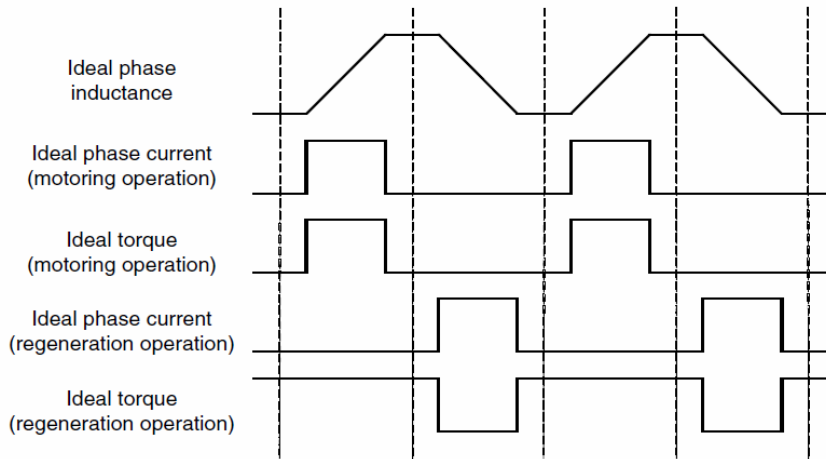 Ideal phase
inductance
Ideal phase current
(motoring operation)
Ideal torque
(motoring operation)
Ideal phase current
(regeneration operation)
Ideal torque
(regeneration operation)